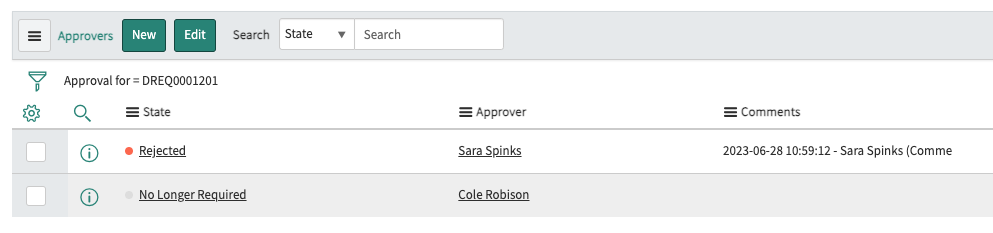 Approvers New Edit Search State Search
Approval for = DREQ0001201
State Approver Comments
Rejected Sara Spinks 2023-06-28 10:59:12 - Sara Spinks (Comme
No Longer Required Cole Robison